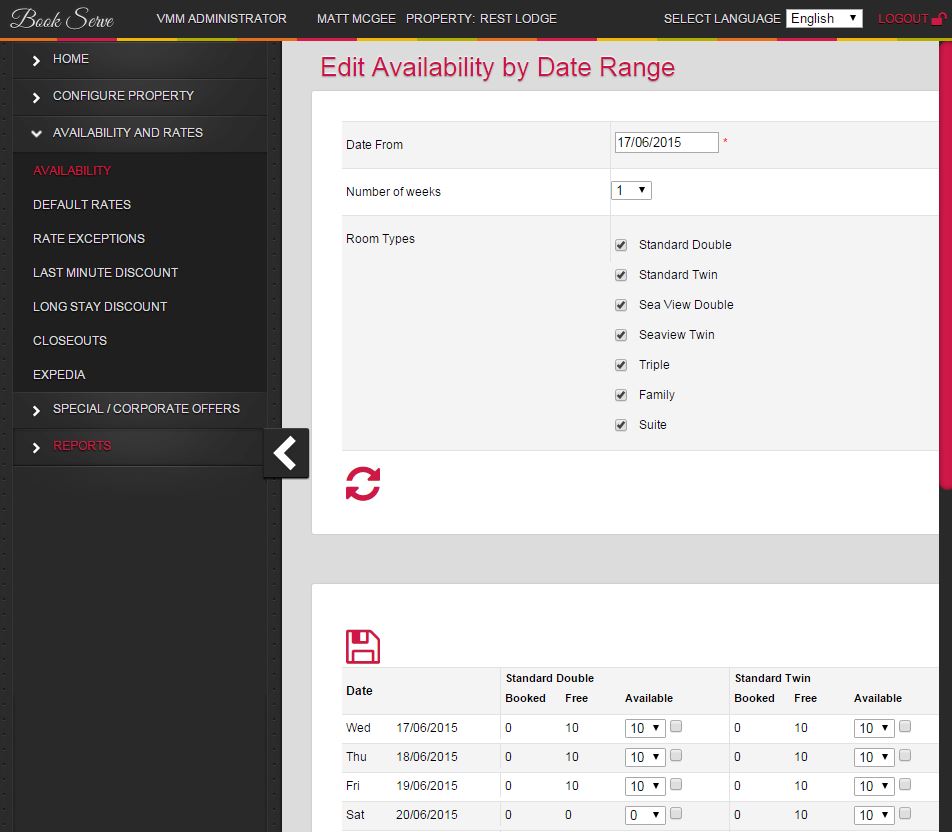 Book Serve VMM ADMINISTRATOR MATT MCGEE PROPERTY: REST LODGE SELECT LANGUAGE English LOGOUT
HOME
CONFIGURE PROPERTY
AVAILABILITY AND RATES
AVAILABILITY
DEFAULT RATES
RATE EXCEPTIONS
LAST MINUTE DISCOUNT
LONG STAY DISCOUNT
CLOSEOUTS
EXPEDIA
SPECIAL / CORPORATE OFFERS
REPORTS
Edit Availability by Date Range
Date From 17/06/2015 *
Number of weeks 1
Room Types
Standard Double
Standard Twin
Sea View Double
Seaview Twin
Triple
Family
Suite
Standard Double Standard Twin
Date Booked Free Available Booked Free Available
Wed 17/06/2015 0 10 10 0 10 10
Thu 18/06/2015 0 10 10 0 10 10
Fri 19/06/2015 0 10 10 0 10 10
Sat 20/06/2015 0 0 0 0 10 10